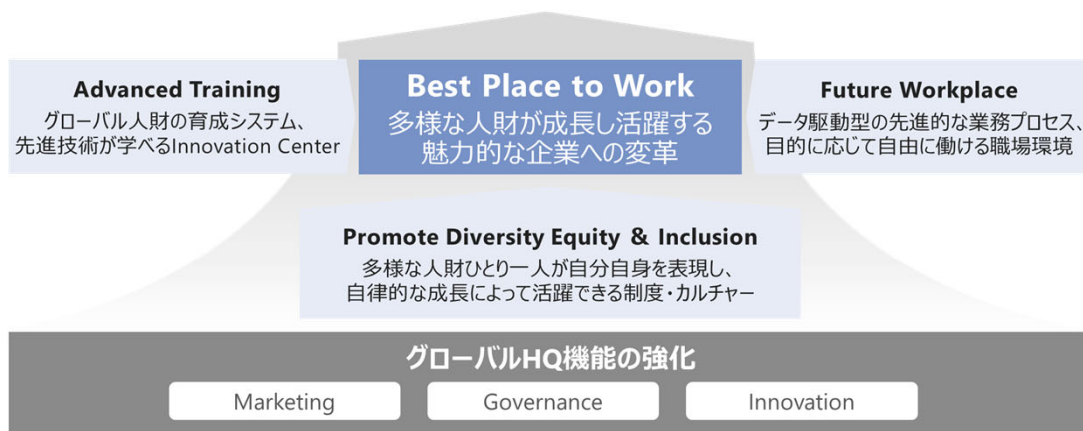 Advanced Training
グローバル人財の育成システム、
先進技術が学べるInnovation Center
Best Place to Work
多様な人財が成長し活躍する
魅力的な企業への変革
Future Workplace
データ駆動型の先進的な業務プロセス、
目的に応じて自由に働ける職場環境
Promote Diversity Equity & Inclusion
多様な人財ひとり一人が自分自身を表現し、
自律的な成長によって活躍できる制度・カルチャー
グローバルHQ機能の強化
Marketing
Governance
Innovation